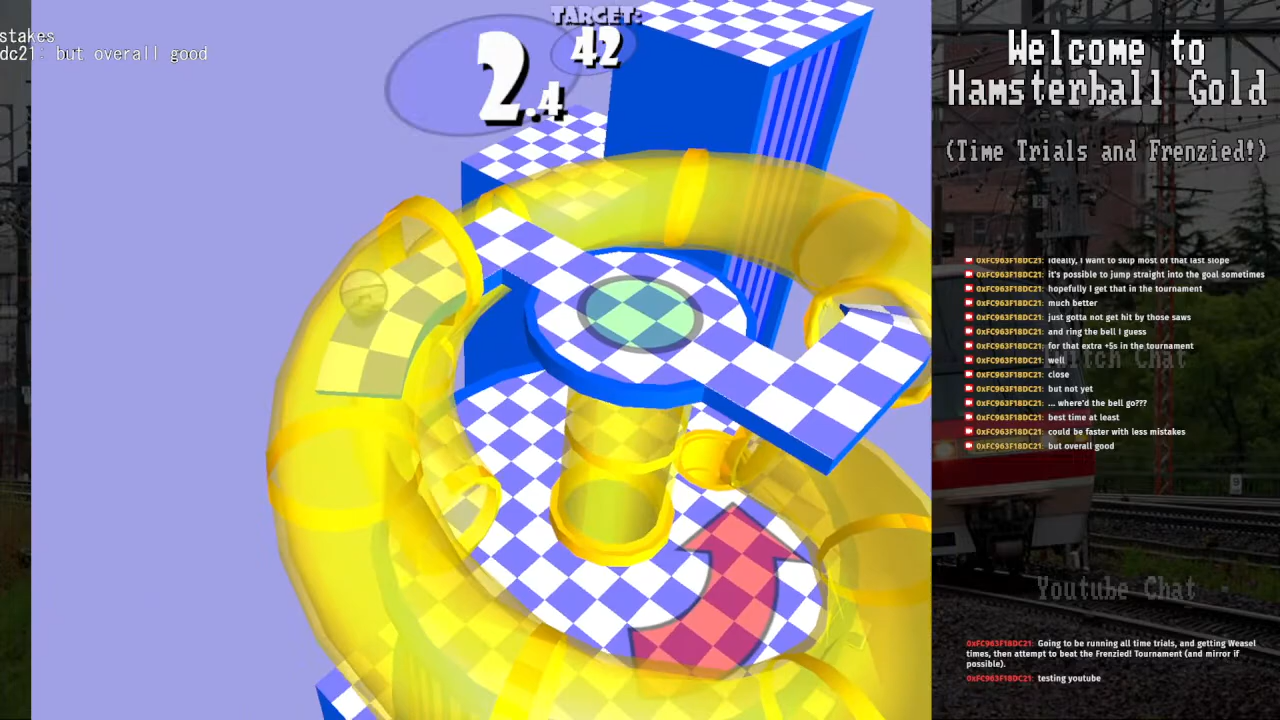 stakes
dc21: but overall good
TARGET:
42
2.4
Welcome to
Hamsterball Gold
(Time Trials and Frenzied!)
0xFC963F18DC21: Ideally, I want to skip most of that last slope
0xFC963F18DC21: it's possible to jump straight into the goal sometimes
0xFC963F18DC21: hopefully I get that in the tournament
0xFC963F18DC21: much better
0xFC963F18DC21: just gotta not get hit by those saws
0xFC963F18DC21: and ring the bell I guess
0xFC963F18DC21: for that extra +5s in the tournament
0xFC963F18DC21: well
Twitch Chat
0xFC963F18DC21: close
0xFC963F18DC21: but not yet
0xFC963F18DC21: ... where'd the bell go???
0xFC963F18DC21: best time at least
0xFC963F18DC21: could be faster with less mistakes
0xFC963F18DC21: but overall good
9
Youtube Chat
0xFC963F18DC21: Going to be running all time trials, and getting Weasel
times, then attempt to beat the Frenzied! Tournament (and mirror if
possible).
0xFC963F18DC21: testing youtube